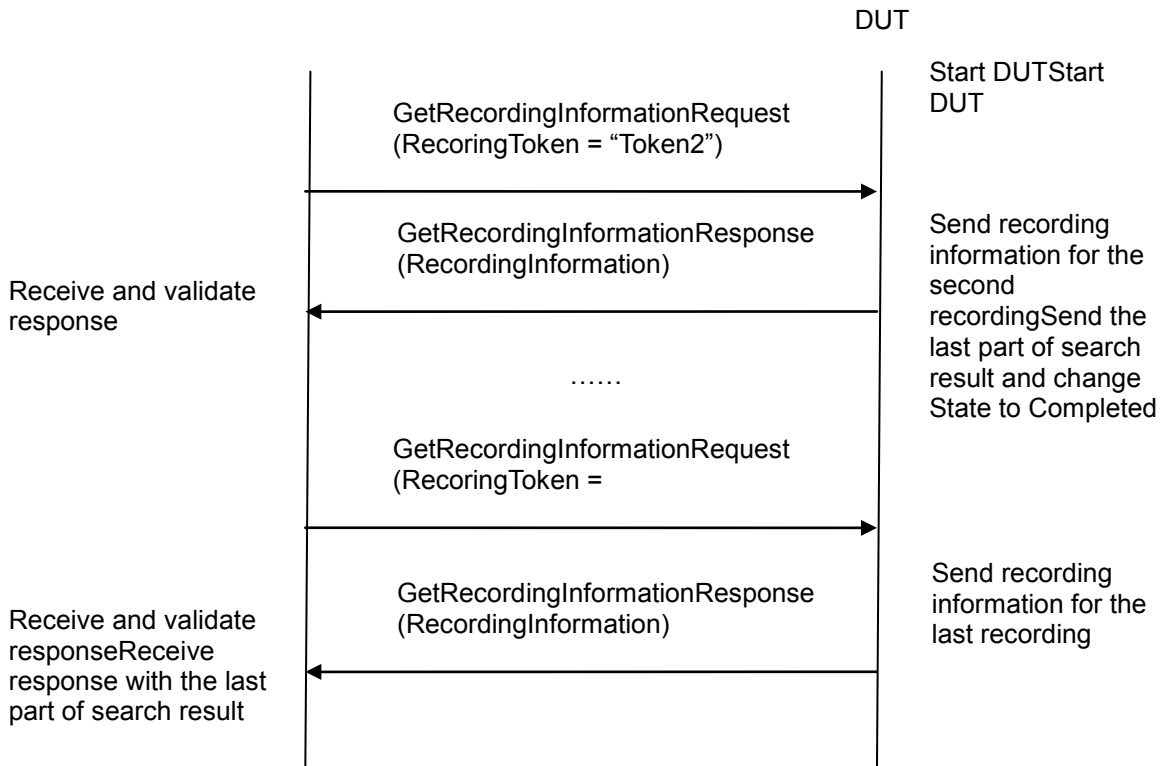 DUT
Start DUTStart
DUT
GetRecordingInformationRequest
(RecoringToken = “Token2”)
GetRecordingInformationResponse
(RecordingInformation)
Send recording
information for the
second
recordingSend the
last part of search
result and change
State to Completed
Receive and validate
response
……
GetRecordingInformationRequest
(RecoringToken =
GetRecordingInformationResponse
(RecordingInformation)
Send recording
information for the
last recording
Receive and validate
responseReceive
response with the last
part of search result